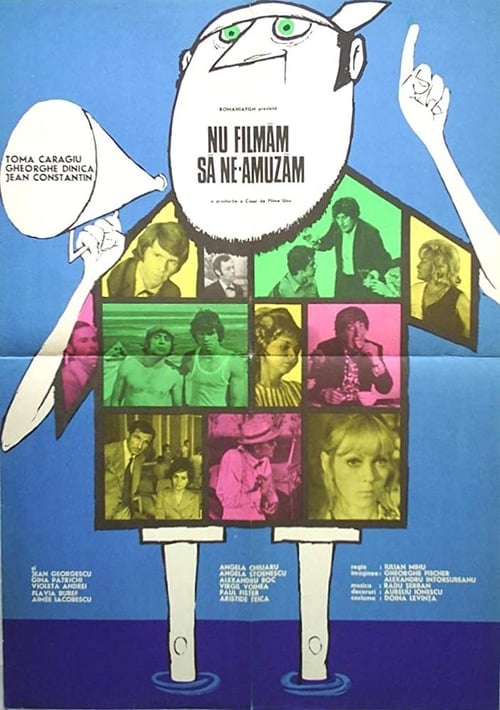 ROMANIAFILM prezintă
NU FILMĂM
SĂ NE·AMUZĂM
o producție a Casei de Filme Unu
TOMA CARAGIU
GHEORGHE DINICA
JEAN CONSTANTIN
și
JEAN GEORGESCU
GINA PATRICHI
VIOLETA ANDREI
FLAVIA BUREF
AIMÉE IACOBESCU
ANGELA CHIUARU
ANGELA STOENESCU
ALEXANDRU BOC
VIRGIL VOINEA
PAUL FISTER
ARISTIDE TEICA
regia : IULIAN MIHU
imaginea : GHEORGHE FISCHER
ALEXANDRU INTORSUREANU
muzica : RADU ȘERBAN
decoruri : AURELIU IONESCU
costume : DOINA LEVINȚA